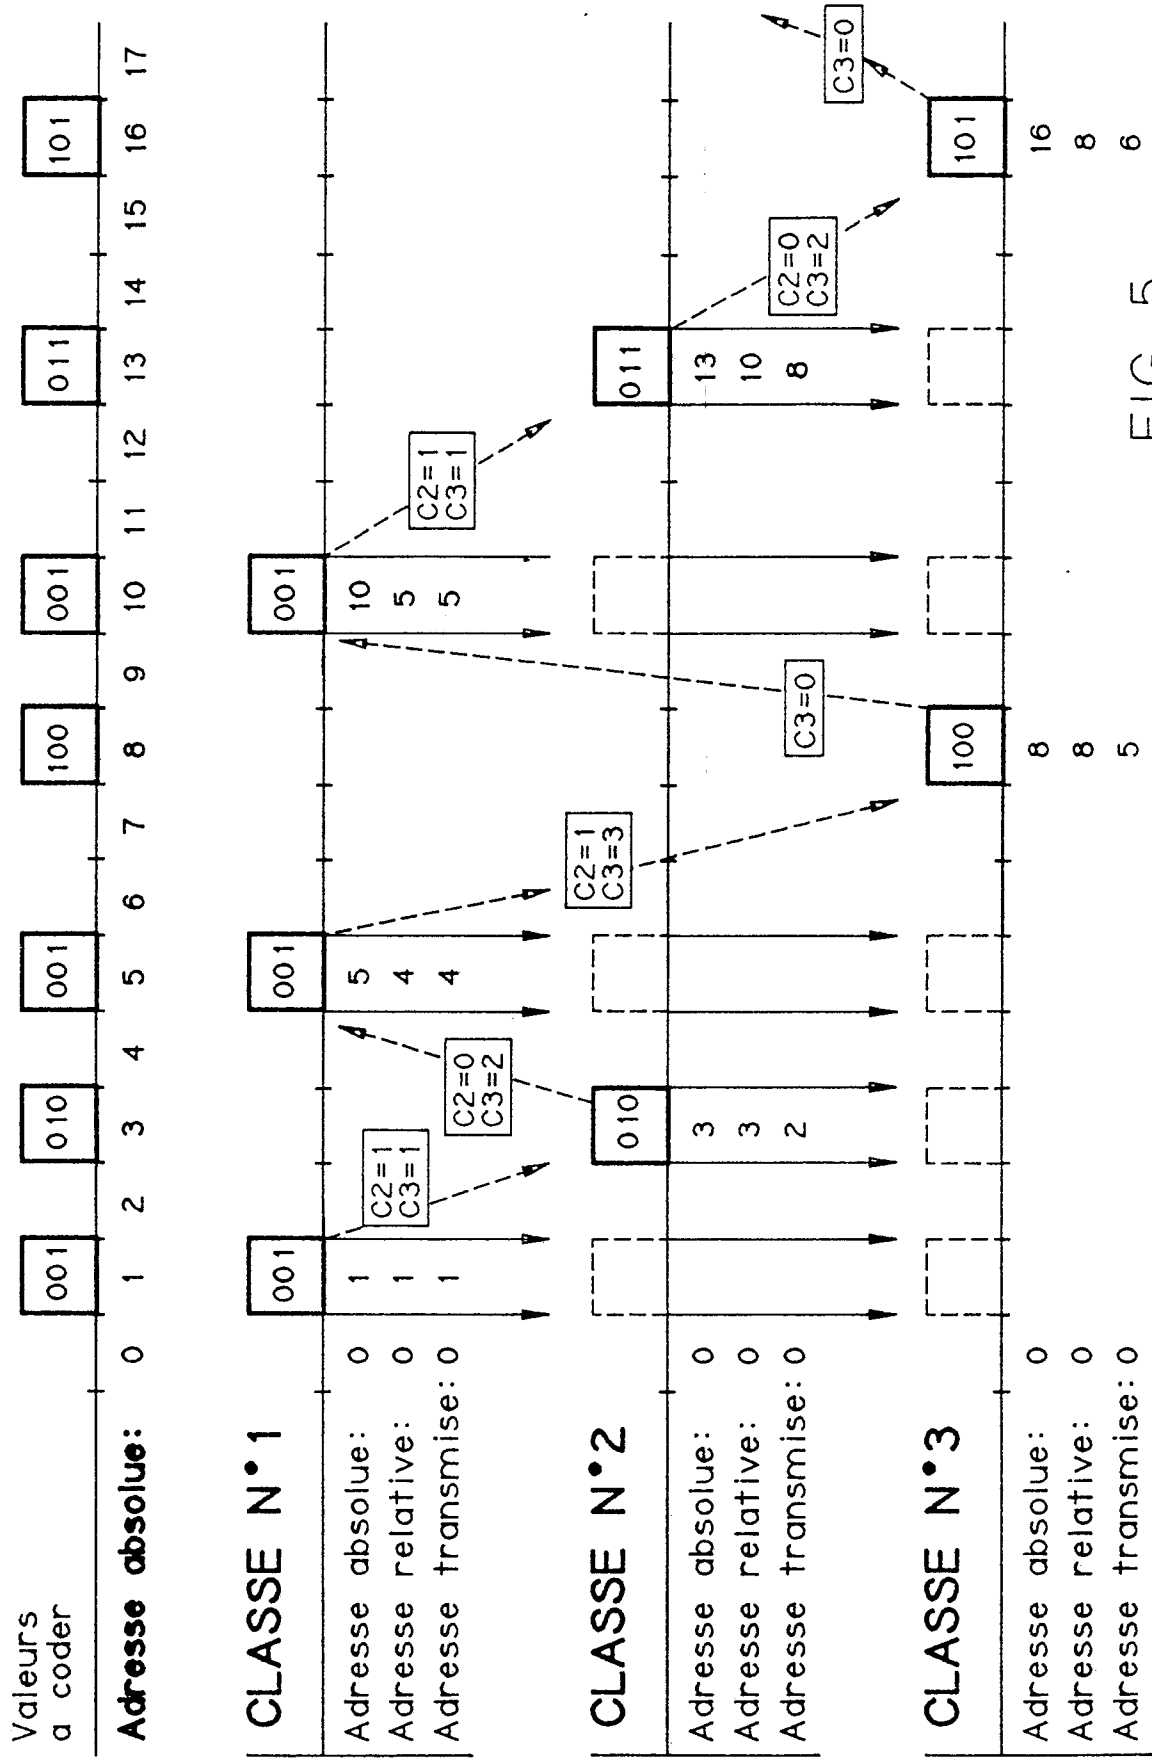 Valeurs
a coder
001 010 001 100 001 011 101
Adresse absolue: 0 1 2 3 4 5 6 7 8 9 10 11 12 13 14 15 16 17
CLASSE N°1
001 001 001
Adresse absolue: 0 1 5 10
Adresse relative: 0 1 4 5
Adresse transmise: 0 1 4 5
C2=1
C3=1
C2=0
C3=2
C2=1
C3=1
CLASSE N°2
010 011
C2=1
C3=3
Adresse absolue: 0 3 13
Adresse relative: 0 3 10
Adresse transmise: 0 2 8
C3=0
C2=0
C3=2
C3=0
CLASSE N°3
100 101
Adresse absolue: 0 8 16
Adresse relative: 0 8 8
Adresse transmise: 0 5 6